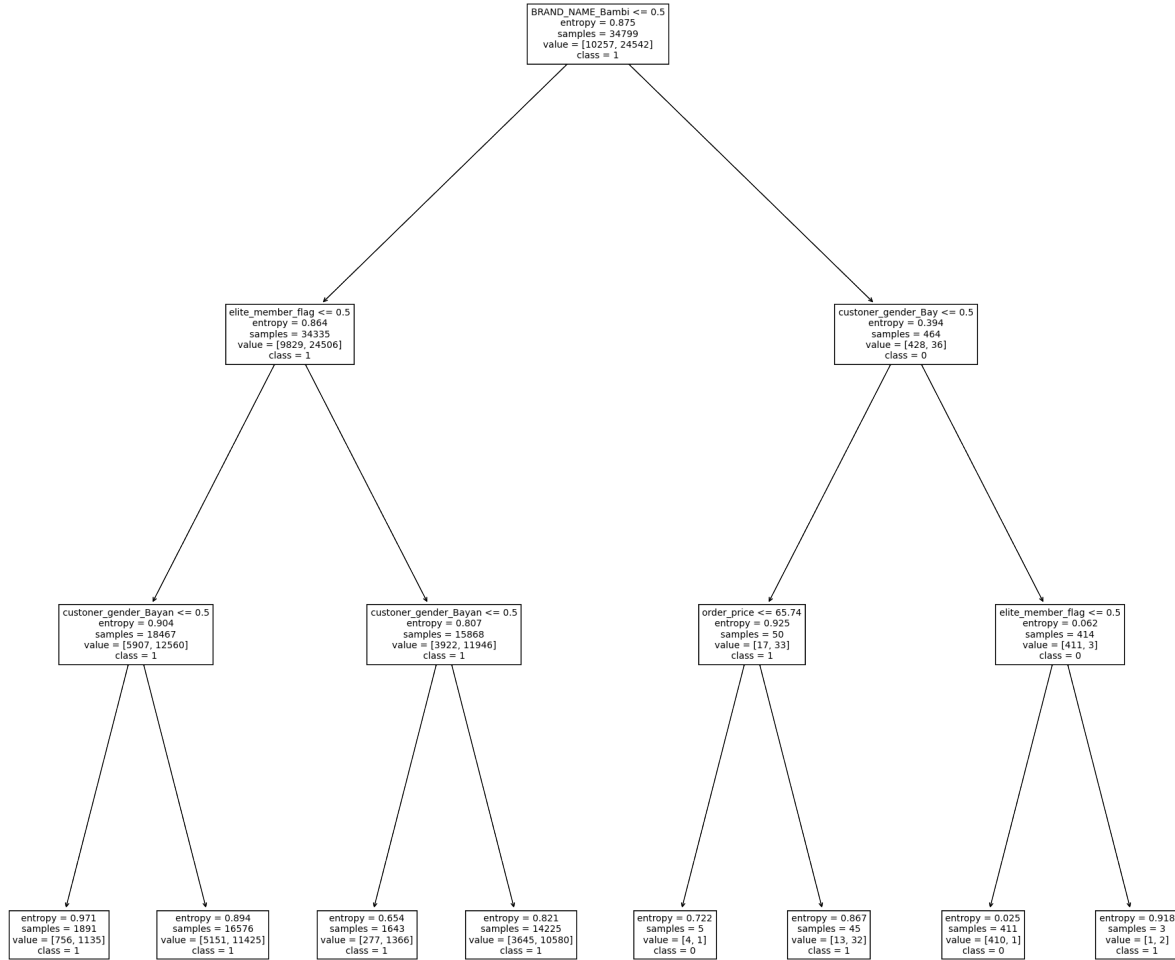 BRAND_NAME_Bambi <= 0.5
entropy = 0.875
samples = 34799
value = [10257, 24542]
class = 1
elite_member_flag <= 0.5
entropy = 0.864
samples = 34335
value = [9829, 24506]
class = 1
custoner_gender_Bay <= 0.5
entropy = 0.394
samples = 464
value = [428, 36]
class = 0
custoner_gender_Bayan <= 0.5
entropy = 0.904
samples = 18467
value = [5907, 12560]
class = 1
custoner_gender_Bayan <= 0.5
entropy = 0.807
samples = 15868
value = [3922, 11946]
class = 1
order_price <= 65.74
entropy = 0.925
samples = 50
value = [17, 33]
class = 1
elite_member_flag <= 0.5
entropy = 0.062
samples = 414
value = [411, 3]
class = 0
entropy = 0.971
samples = 1891
value = [756, 1135]
class = 1
entropy = 0.894
samples = 16576
value = [5151, 11425]
class = 1
entropy = 0.654
samples = 1643
value = [277, 1366]
class = 1
entropy = 0.821
samples = 14225
value = [3645, 10580]
class = 1
entropy = 0.722
samples = 5
value = [4, 1]
class = 0
entropy = 0.867
samples = 45
value = [13, 32]
class = 1
entropy = 0.025
samples = 411
value = [410, 1]
class = 0
entropy = 0.918
samples = 3
value = [1, 2]
class = 1